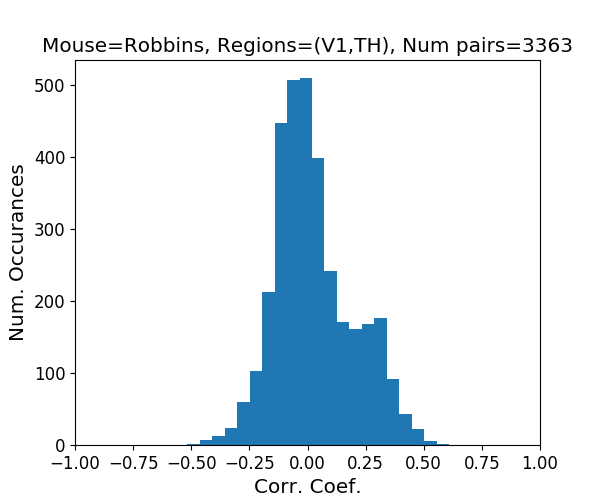 Mouse=Robbins, Regions=(V1,TH), Num pairs=3363
Num. Occurances
500
400
300
200
100
0
−1.00 −0.75 −0.50 −0.25 0.00 0.25 0.50 0.75 1.00
Corr. Coef.